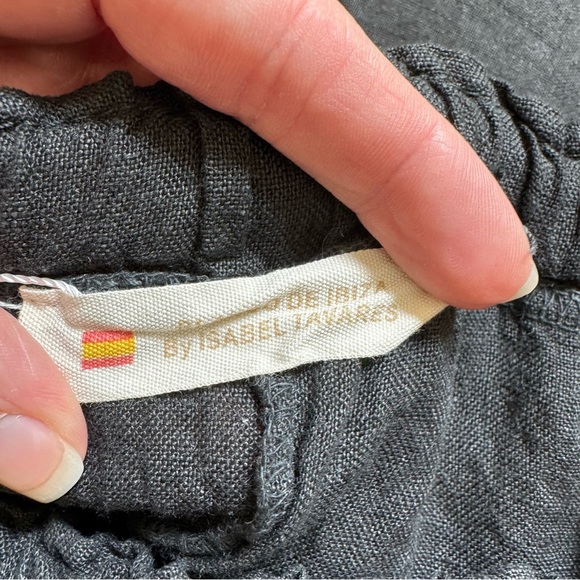 DE IBIZA
By ISABEL TAVARES